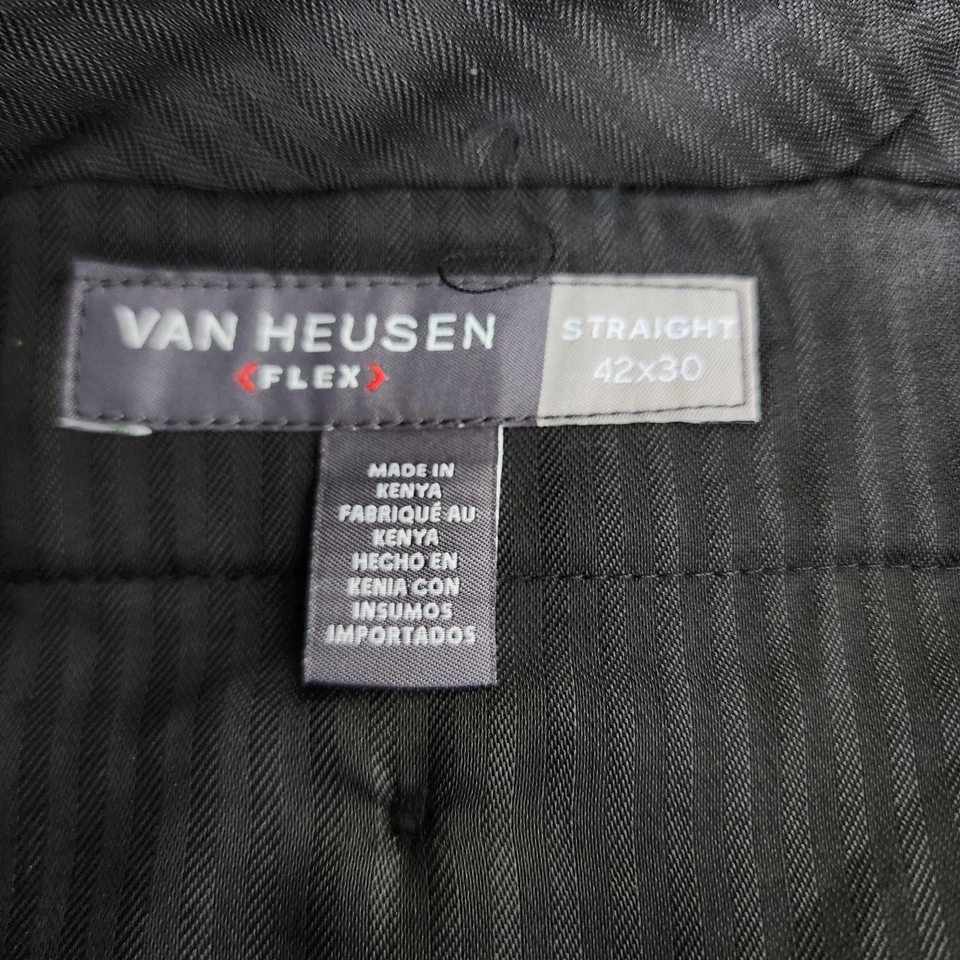 VAN HEUSEN
<FLEX>
STRAIGHT
42x30
MADE IN
KENYA
FABRIQUÉ AU
KENYA
HECHO EN
KENIA CON
INSUMOS
IMPORTADOS